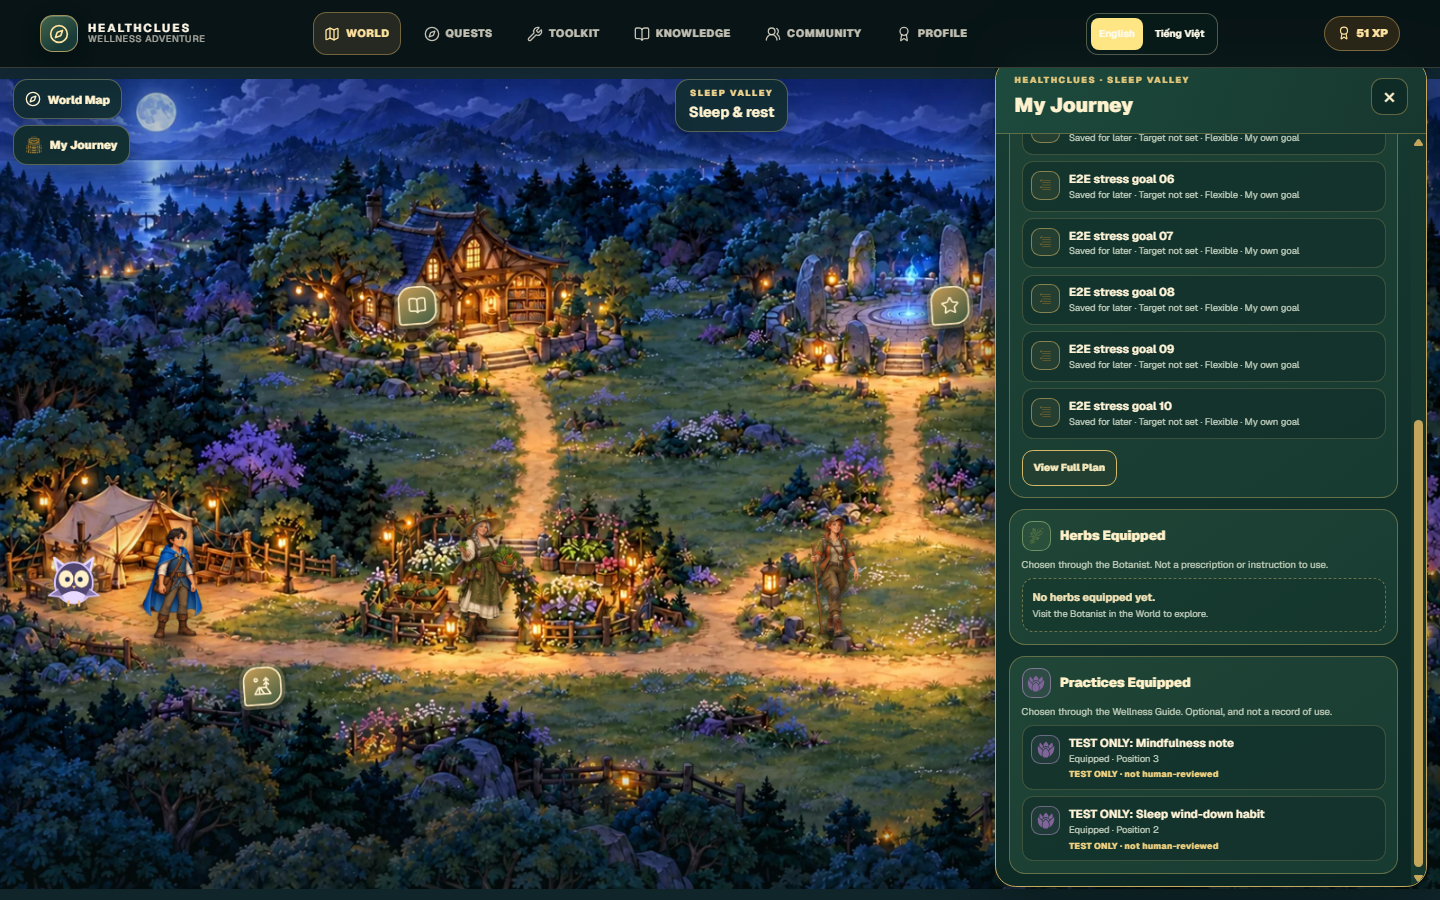 HEALTHCLUES
WELLNESS ADVENTURE
WORLD
QUESTS
TOOLKIT
KNOWLEDGE
COMMUNITY
PROFILE
English
Tiếng Việt
51 XP
World Map
My Journey
SLEEP VALLEY
Sleep & rest
HEALTHCLUES · SLEEP VALLEY
My Journey
Saved for later · Target not set · Flexible · My own goal
E2E stress goal 06
Saved for later · Target not set · Flexible · My own goal
E2E stress goal 07
Saved for later · Target not set · Flexible · My own goal
E2E stress goal 08
Saved for later · Target not set · Flexible · My own goal
E2E stress goal 09
Saved for later · Target not set · Flexible · My own goal
E2E stress goal 10
Saved for later · Target not set · Flexible · My own goal
View Full Plan
Herbs Equipped
Chosen through the Botanist. Not a prescription or instruction to use.
No herbs equipped yet.
Visit the Botanist in the World to explore.
Practices Equipped
Chosen through the Wellness Guide. Optional, and not a record of use.
TEST ONLY: Mindfulness note
Equipped · Position 3
TEST ONLY · not human-reviewed
TEST ONLY: Sleep wind-down habit
Equipped · Position 2
TEST ONLY · not human-reviewed